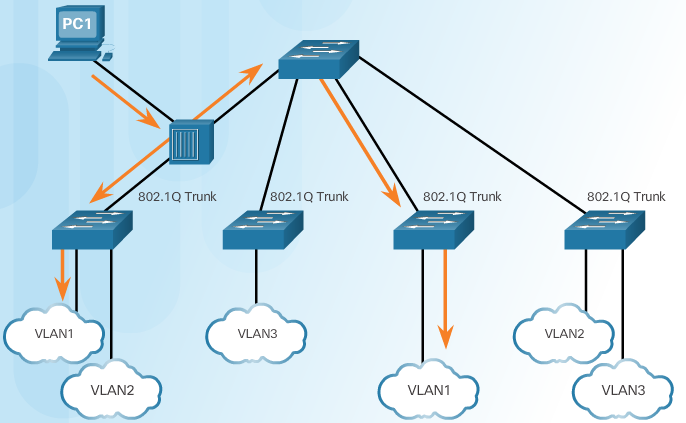 PC1
802.1Q Trunk
802.1Q Trunk
802.1Q Trunk
802.1Q Trunk
VLAN1
VLAN2
VLAN3
VLAN1
VLAN2
VLAN3